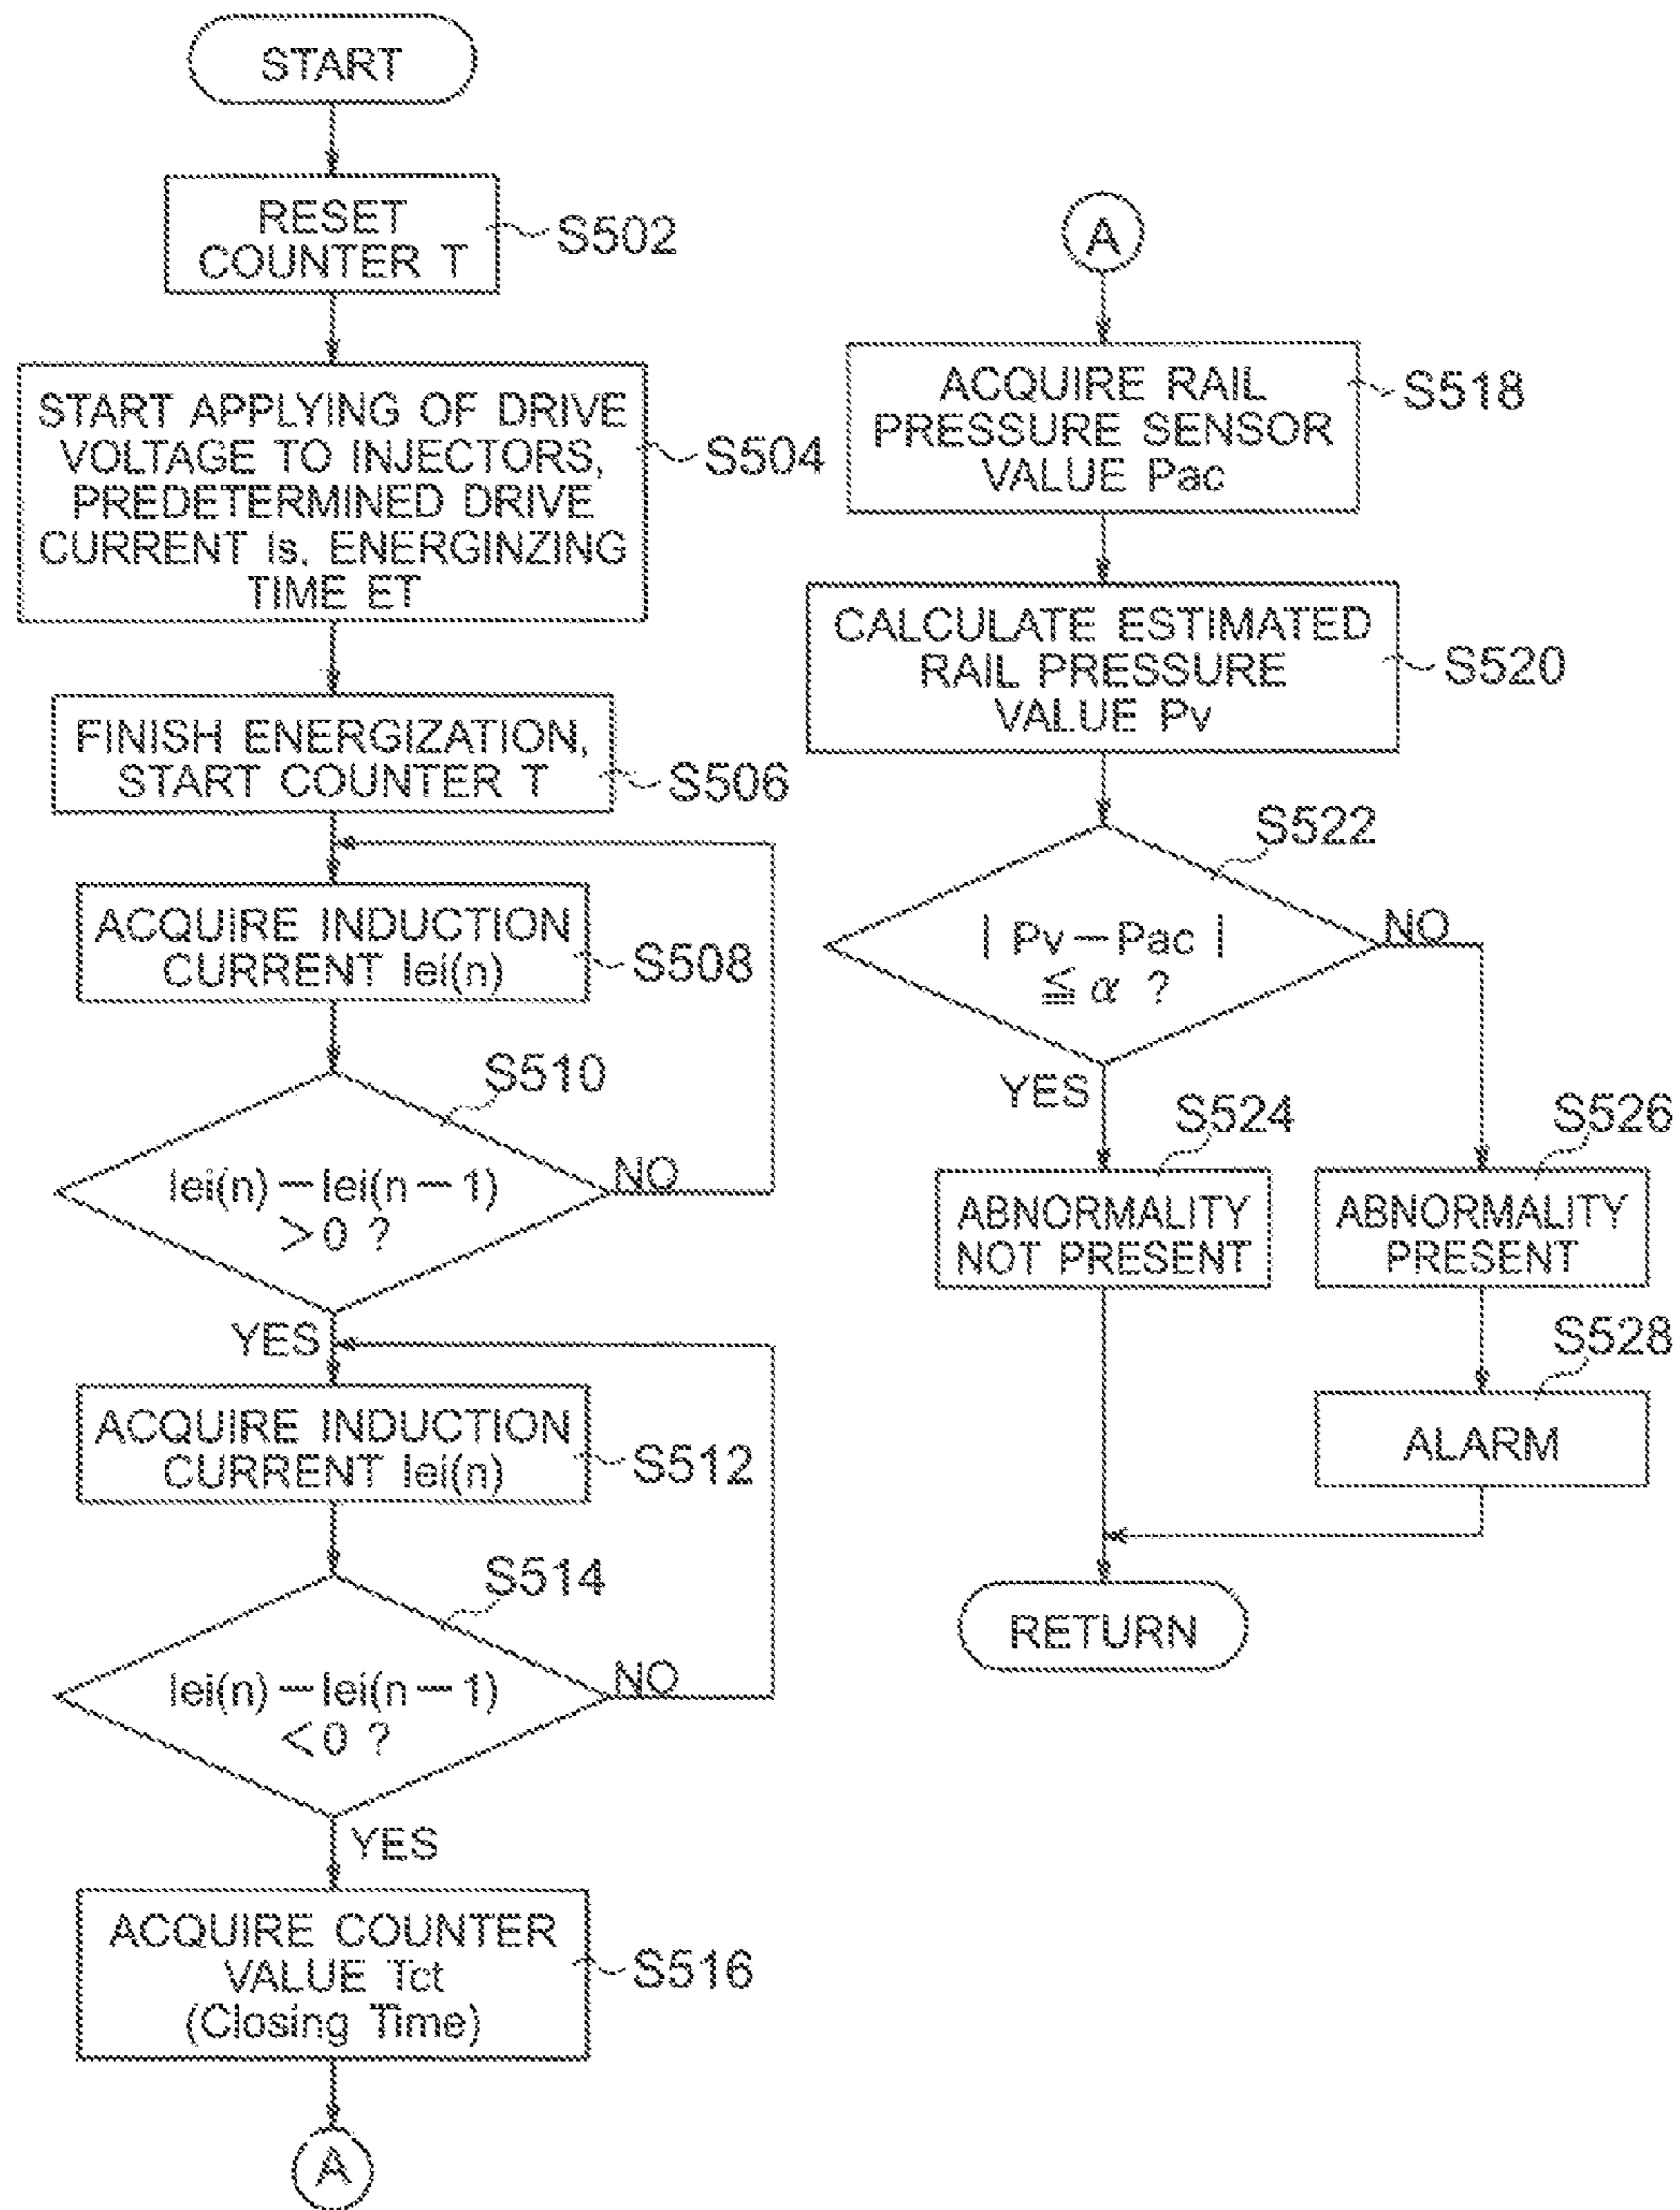 START
RESET
COUNTER T
S502
START APPLYING OF DRIVE
VOLTAGE TO INJECTORS,
PREDETERMINED DRIVE
CURRENT Is, ENERGINZING
TIME ET
S504
FINISH ENERGIZATION,
START COUNTER T
S506
ACQUIRE INDUCTION
CURRENT Iei(n)
S508
S510
Iei(n)－Iei(n－1)
＞0 ?
NO
YES
ACQUIRE INDUCTION
CURRENT Iei(n)
S512
S514
Iei(n)－Iei(n－1)
＜0 ?
NO
YES
ACQUIRE COUNTER
VALUE Tct
(Closing Time)
S516
A
A
ACQUIRE RAIL
PRESSURE SENSOR
VALUE Pac
S518
CALCULATE ESTIMATED
RAIL PRESSURE
VALUE Pv
S520
S522
| Pv－Pac |
≦ α ?
NO
YES
S524
ABNORMALITY
NOT PRESENT
S526
ABNORMALITY
PRESENT
S528
ALARM
RETURN